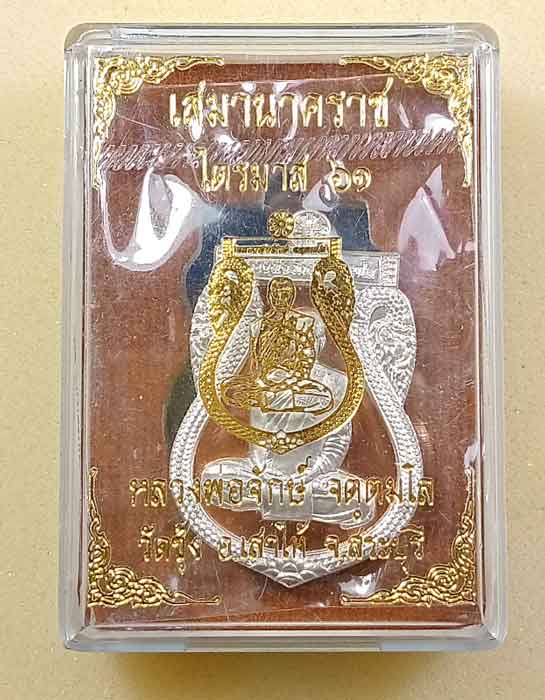 เสมานาคราช
ไตรมาส ๖๑
หลวงพ่อจักษ์ จตฺตมโล
วัดชุ้ง อ.เสาไห้ จ.สระบุรี